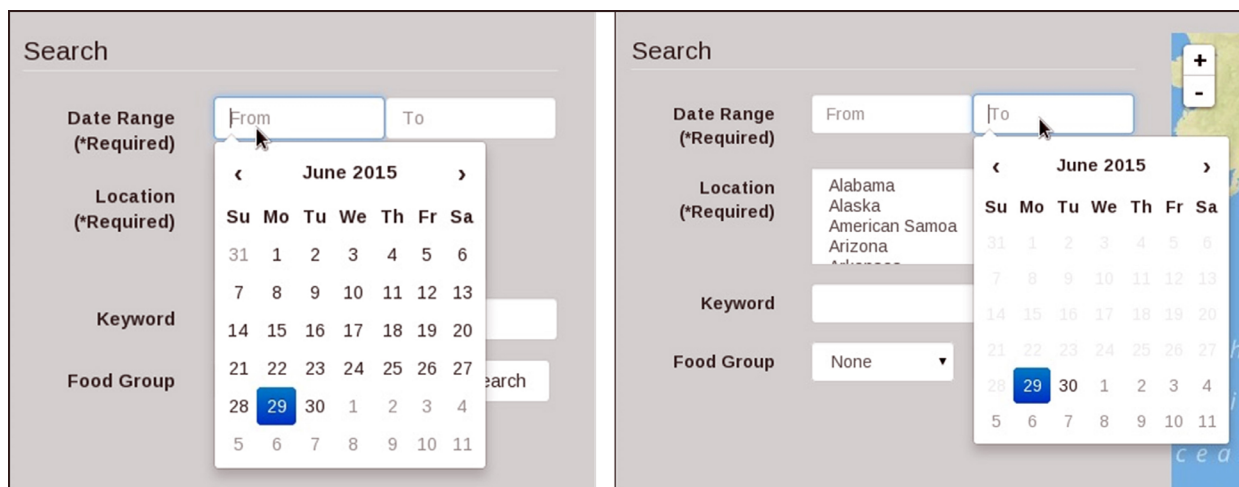 Search
Date Range
(*Required)
From
To
Location
(*Required)
‹ June 2015 ›
Su Mo Tu We Th Fr Sa
31 1 2 3 4 5 6
7 8 9 10 11 12 13
14 15 16 17 18 19 20
21 22 23 24 25 26 27
28 29 30 1 2 3 4
5 6 7 8 9 10 11
Keyword
Food Group
earch
Search
Date Range
(*Required)
From
To
Location
(*Required)
Alabama
Alaska
American Samoa
Arizona
Keyword
Food Group
None
‹ June 2015 ›
Su Mo Tu We Th Fr Sa
31 1 2 3 4 5 6
7 8 9 10 11 12 13
14 15 16 17 18 19 20
21 22 23 24 25 26 27
28 29 30 1 2 3 4
5 6 7 8 9 10 11
+
-
c e a